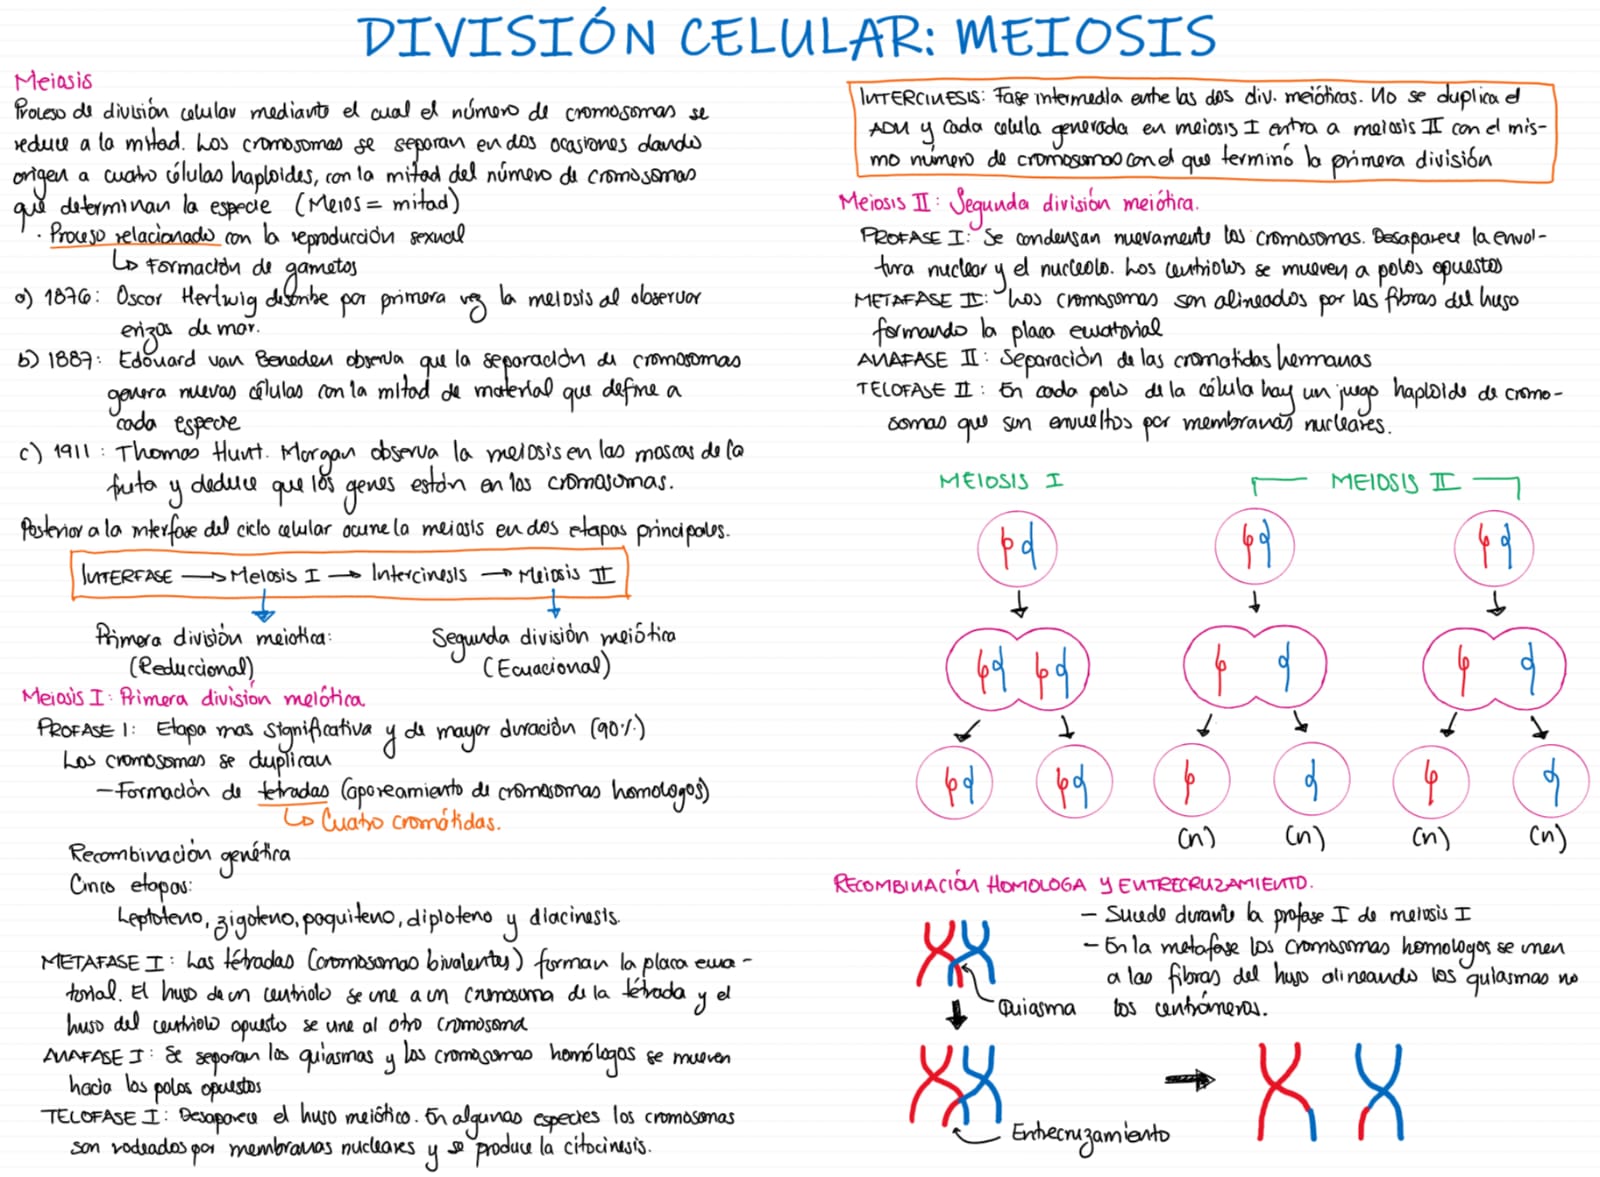 DIVISIÓN CELULAR: MEIOSIS
Meiosis
Proceso de división celular mediante el cual el número de cromosomas se
reduce a la mitad. Los cromosomas se separan en dos ocasiones dando
origen a cuatro células haploides, con la mitad del número de cromosomas
que determinan la especie (Meios = mitad)
· Proceso relacionado con la reproducción sexual
↳ Formación de gametos
a) 1876: Oscar Hertwig describe por primera vez la meiosis al observar
erizos de mar.
b) 1887: Edouard van Beneden observa que la separación de cromosomas
genera nuevas células con la mitad de material que define a
cada especie
c) 1911: Thomas Hunt. Morgan observa la meiosis en las moscas de la
fruta y deduce que los genes están en los cromosomas.
Posterior a la interfase del ciclo celular ocurre la meiosis en dos etapas principales.
INTERFASE → Meiosis I → Intercinesis → Meiosis II
Primera división meiotica:
(Reduccional)
Segunda división meiótica
(Ecuacional)
Meiosis I: Primera división meiótica.
PROFASE I: Etapa mas significativa y de mayor duración (90%)
Los cromosomas se duplican
- Formación de tetradas (apareamiento de cromosomas homologos)
↳ Cuatro cromátidas.
Recombinación genética
Cinco etapas:
Leptoteno, zigoteno, paquiteno, diploteno y diacinesis.
METAFASE I: Las tétradas (cromosomas bivalentes) forman la placa ecua-
torial. El huso de un centriolo se une a un cromosoma de la tétrada y el
huso del centriolo opuesto se une al otro cromosoma
ANAFASE I: Se separan los quiasmas y los cromosomas homólogos se mueven
hacia los polos opuestos
TELOFASE I: Desaparece el huso meiótico. En algunas especies los cromosomas
son rodeados por membranas nucleares y se produce la citocinesis.
INTERCINESIS: Fase intermedia entre las dos div. meióticas. No se duplica el
ADN y cada celula generada en meiosis I entra a meiosis II con el mis-
mo número de cromosomas con el que terminó la primera división
Meiosis II: Segunda división meiótica.
PROFASE I: Se condensan nuevamente los cromosomas. Desaparece la envol-
tura nuclear y el nucleolo. Los centriolos se mueven a polos opuestos
METAFASE II: Los cromosomas son alineados por las fibras del huso
formando la placa ecuatorial
ANAFASE II: Separación de las cromatidas hermanas
TELOFASE II: En cada polo de la célula hay un juego haploide de cromo-
somas que son envueltos por membranas nucleares.
MEIOSIS I
MEIOSIS II
(n) (n) (n) (n)
RECOMBINACIÓN HOMOLOGA Y ENTRECRUZAMIENTO.
- Sucede durante la profase I de meiosis I
- En la metafase los cromosomas homologos se unen
a las fibras del huso alineando los quiasmas no
los centrómeros.
Quiasma
Entrecruzamiento